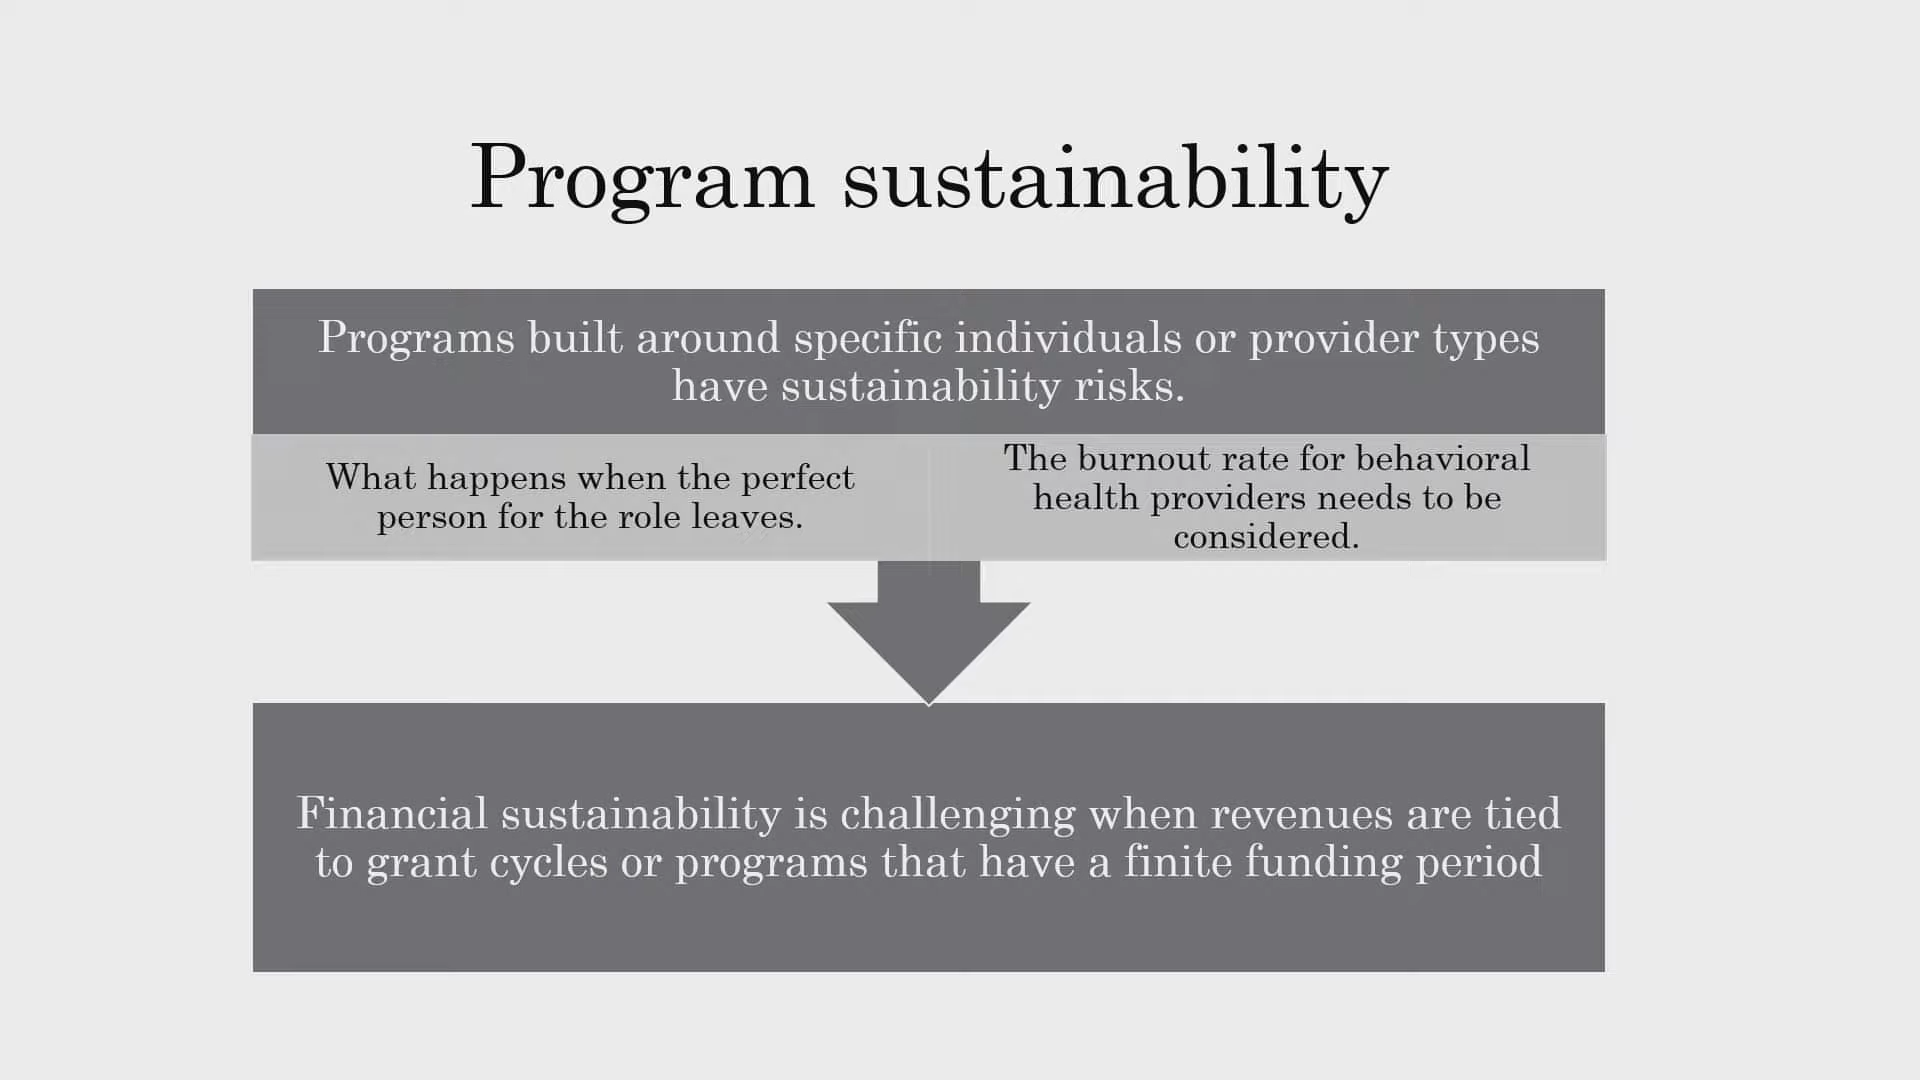 Program sustainability
Programs built around specific individuals or provider types
have sustainability risks.
What happens when the perfect
person for the role leaves.
The burnout rate for behavioral
health providers needs to be
considered.
Financial sustainability is challenging when revenues are tied
to grant cycles or programs that have a finite funding period